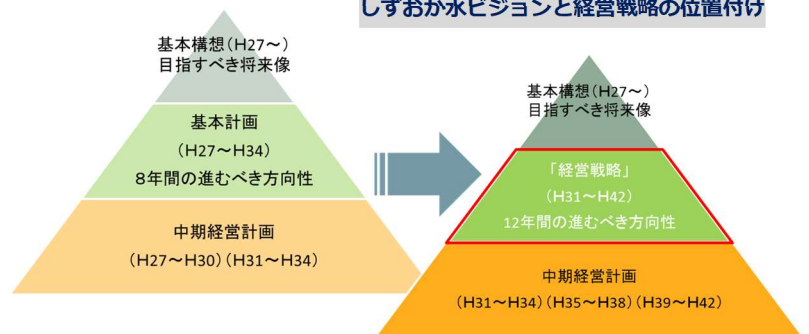 しずおか水ビジョンと経営戦略の位置付け
基本構想(H27~)
目指すべき将来像
基本計画
(H27~H34)
8年間の進むべき方向性
中期経営計画
(H27~H30)(H31~H34)
基本構想(H27~)
目指すべき将来像
「経営戦略」
(H31~H42)
12年間の進むべき方向性
中期経営計画
(H31~H34)(H35~H38)(H39~H42)